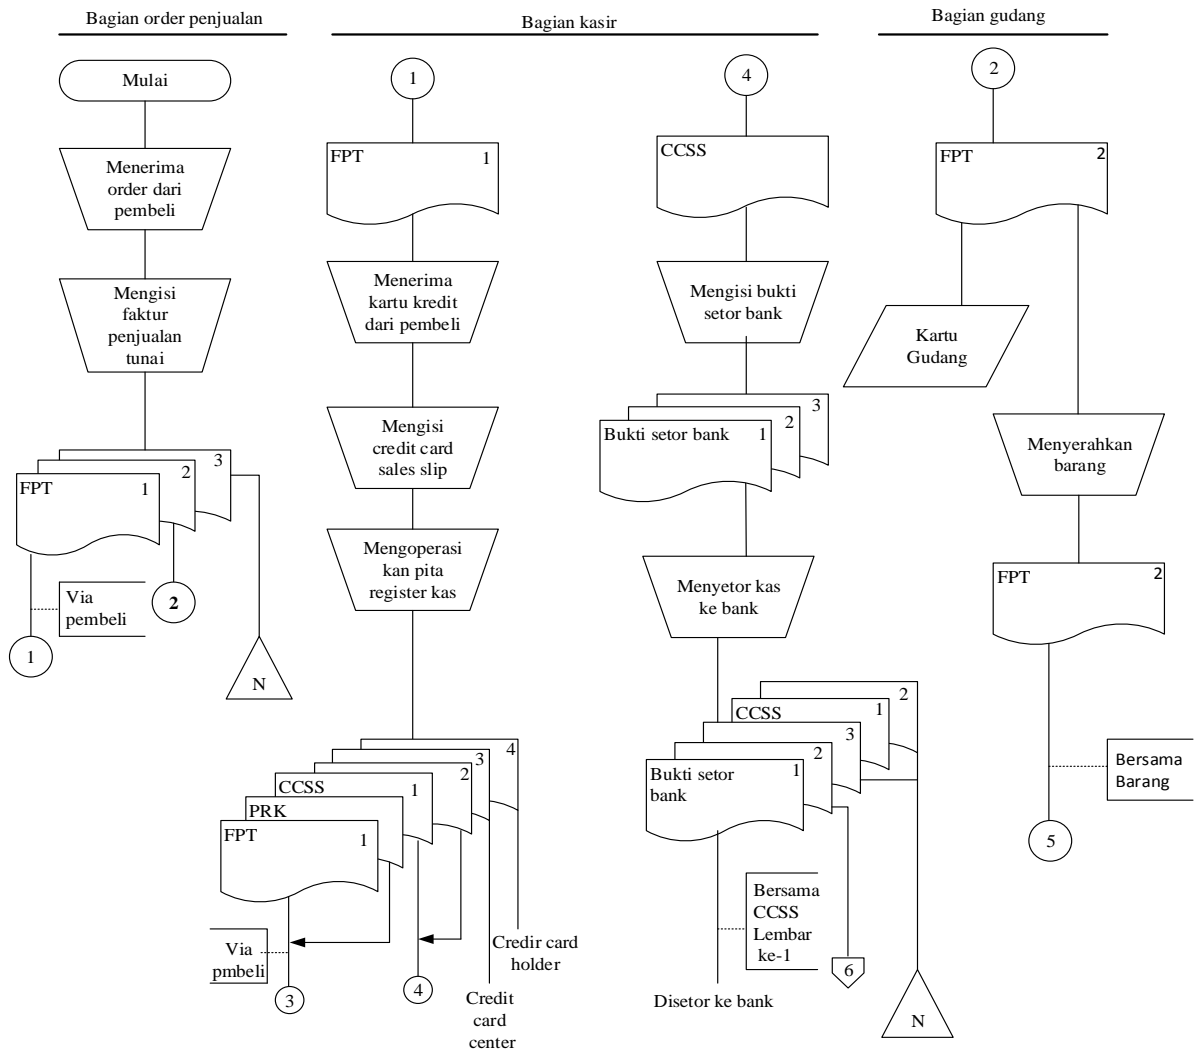 Bagian order penjualan
Mulai
Menerima
order dari
pembeli
Mengisi
faktur
penjualan
tunai
3
2
FPT 1
Via
pembeli
2
1
N
Bagian kasir
1
FPT 1
Menerima
kartu kredit
dari pembeli
Mengisi
credit card
sales slip
Mengoperasi
kan pita
register kas
4
3
2
CCSS 1
PRK
FPT 1
Via
pmbeli
3
4
Credir card
holder
Credit
card
center
4
CCSS
Mengisi bukti
setor bank
3
2
Bukti setor bank 1
Menyetor kas
ke bank
2
CCSS 1
3
2
Bukti setor 1
bank
Bersama
CCSS
Lembar
ke-1
6
Disetor ke bank
N
Bagian gudang
2
FPT 2
Kartu
Gudang
Menyerahkan
barang
FPT 2
Bersama
Barang
5